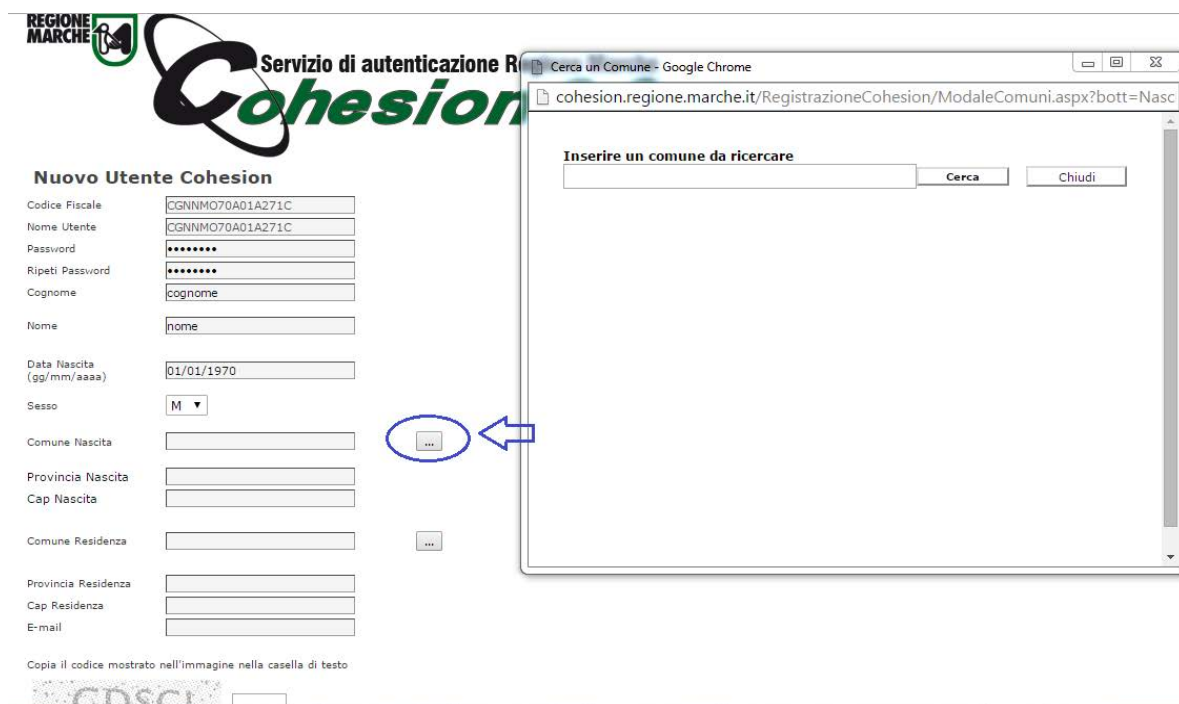 REGIONE
MARCHE
Servizio di autenticazione
Cohesion
Nuovo Utente Cohesion
Codice Fiscale CGNNMO70A01A271C
Nome Utente CGNNMO70A01A271C
Password ••••••••
Ripeti Password ••••••••
Cognome cognome
Nome nome
Data Nascita
(gg/mm/aaaa) 01/01/1970
Sesso M
Comune Nascita ...
Provincia Nascita
Cap Nascita
Comune Residenza ...
Provincia Residenza
Cap Residenza
E-mail
Copia il codice mostrato nell'immagine nella casella di testo
Cerca un Comune - Google Chrome
cohesion.regione.marche.it/RegistrazioneCohesion/ModaleComuni.aspx?bott=Nasc
Inserire un comune da ricercare
Cerca Chiudi